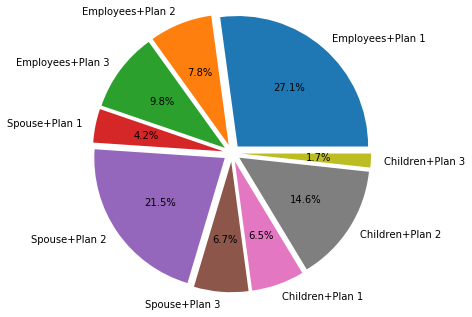 Employees+Plan 2
Employees+Plan 1
7.8%
Employees+Plan 3
27.1%
9.8%
Spouse+Plan 1
4.2%
1.7%
Children+Plan 3
21.5%
14.6%
Spouse+Plan 2
6.7%
6.5%
Children+Plan 2
Spouse+Plan 3
Children+Plan 1